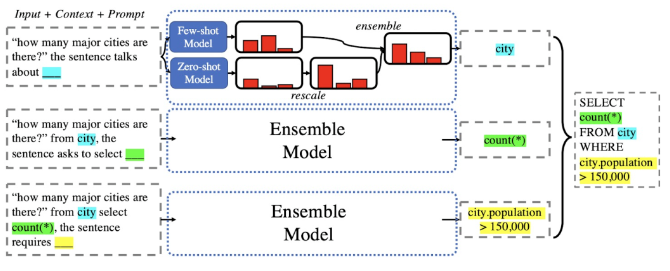 Input + Context + Prompt
"how many major cities are
there?" the sentence talks
about ___
Few-shot
Model
Zero-shot
Model
ensemble
rescale
city
"how many major cities are
there?" from city, the
sentence asks to select ___
Ensemble
Model
count(*)
"how many major cities are
there?" from city select
count(*), the sentence
requires ___
Ensemble
Model
city.population
> 150,000
SELECT
count(*)
FROM city
WHERE
city.population
> 150,000